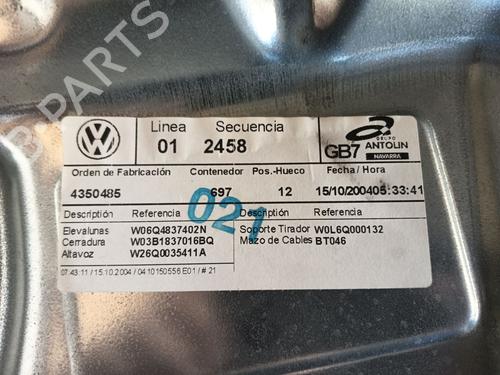 B-PARTS
Linea Secuencia
01 2458
GB7 GRUPO ANTOLIN NAVARRA
Orden de Fabricación Contenedor Pos.-Hueco Fecha / Hora
4350485 697 12 15/10/200405:33:41
021
Descripción Referencia Descripción Referencia
Elevalunas W06Q4837402N Soporte Tirador W0L6Q000132
Cerradura W03B1837016BQ Mazo de Cables BT046
Altavoz W26Q0035411A
07:43:11 / 15.10.2004 / 0410150556 E01 / # 21